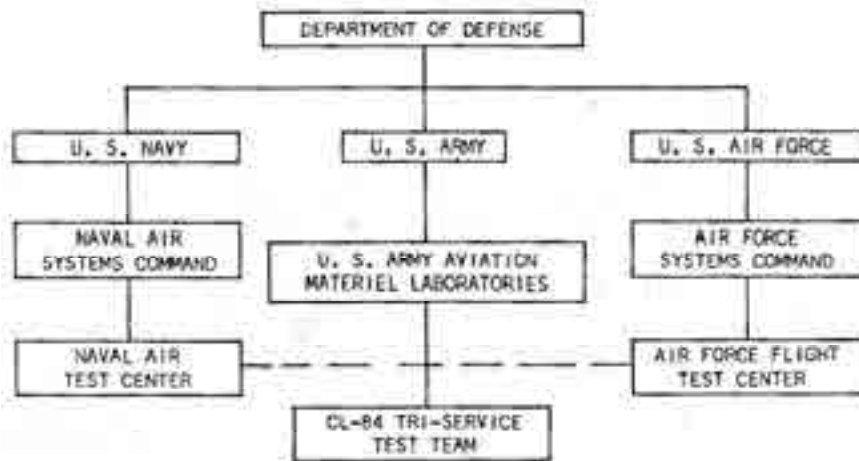 DEPARTMENT OF DEFENSE
U. S. NAVY
U. S. ARMY
U. S. AIR FORCE
NAVAL AIR
SYSTEMS COMMAND
U. S. ARMY AVIATION
MATERIEL LABORATORIES
AIR FORCE
SYSTEMS COMMAND
NAVAL AIR
TEST CENTER
AIR FORCE FLIGHT
TEST CENTER
CL-84 TRI-SERVICE
TEST TEAM